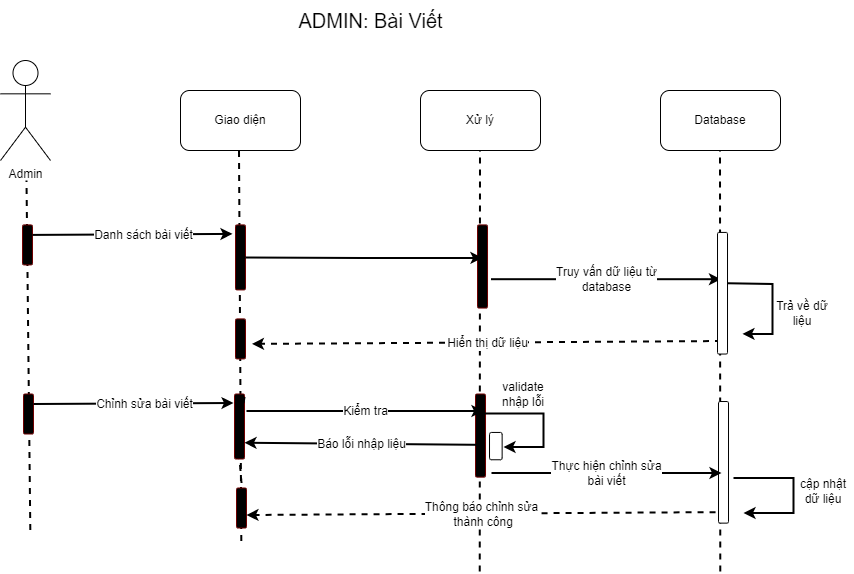 ADMIN: Bài Viết
Giao diện
Xử lý
Database
Admin
Danh sách bài viết
Truy vấn dữ liệu từ
database
Trả về dữ
liệu
Hiển thị dữ liệu
validate
nhập lỗi
Chỉnh sửa bài viết
Kiểm tra
Báo lỗi nhập liệu
Thực hiện chỉnh sửa
bài viết
cập nhật
dữ liệu
Thông báo chỉnh sửa
thành công